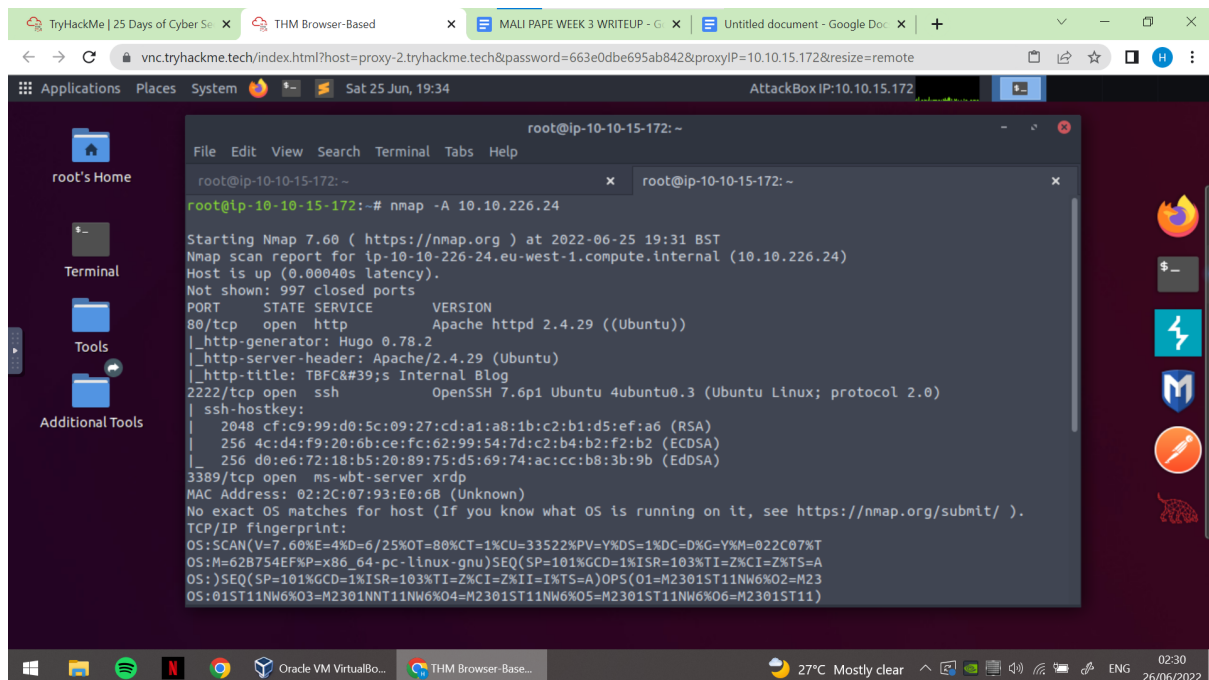 TryHackMe | 25 Days of Cyber Se
THM Browser-Based
MALI PAPE WEEK 3 WRITEUP - G
Untitled document - Google Doc
vnc.tryhackme.tech/index.html?host=proxy-2.tryhackme.tech&password=663e0dbe695ab842&proxyIP=10.10.15.172&resize=remote
H
Applications Places System Sat 25 Jun, 19:34 AttackBox IP:10.10.15.172
root's Home
Terminal
Tools
Additional Tools
root@ip-10-10-15-172: ~
File Edit View Search Terminal Tabs Help
root@ip-10-10-15-172: ~
root@ip-10-10-15-172: ~
root@ip-10-10-15-172:~# nmap -A 10.10.226.24
Starting Nmap 7.60 ( https://nmap.org ) at 2022-06-25 19:31 BST
Nmap scan report for ip-10-10-226-24.eu-west-1.compute.internal (10.10.226.24)
Host is up (0.00040s latency).
Not shown: 997 closed ports
PORT STATE SERVICE VERSION
80/tcp open http Apache httpd 2.4.29 ((Ubuntu))
|_http-generator: Hugo 0.78.2
|_http-server-header: Apache/2.4.29 (Ubuntu)
|_http-title: TBFC&#39;s Internal Blog
2222/tcp open ssh OpenSSH 7.6p1 Ubuntu 4ubuntu0.3 (Ubuntu Linux; protocol 2.0)
| ssh-hostkey:
| 2048 cf:c9:99:d0:5c:09:27:cd:a1:a8:1b:c2:b1:d5:ef:a6 (RSA)
| 256 4c:d4:f9:20:6b:ce:fc:62:99:54:7d:c2:b4:b2:f2:b2 (ECDSA)
|_ 256 d0:e6:72:18:b5:20:89:75:d5:69:74:ac:cc:b8:3b:9b (EdDSA)
3389/tcp open ms-wbt-server xrdp
MAC Address: 02:2C:07:93:E0:6B (Unknown)
No exact OS matches for host (If you know what OS is running on it, see https://nmap.org/submit/ ).
TCP/IP fingerprint:
OS:SCAN(V=7.60%E=4%D=6/25%OT=80%CT=1%CU=33522%PV=Y%DS=1%DC=D%G=Y%M=022C07%T
OS:M=62B754EF%P=x86_64-pc-linux-gnu)SEQ(SP=101%GCD=1%ISR=103%TI=Z%CI=Z%TS=A
OS:)SEQ(SP=101%GCD=1%ISR=103%TI=Z%CI=Z%II=I%TS=A)OPS(O1=M2301ST11NW6%O2=M23
OS:01ST11NW6%O3=M2301NNT11NW6%O4=M2301ST11NW6%O5=M2301ST11NW6%O6=M2301ST11)
N
Oracle VM VirtualBo...
THM Browser-Base...
27°C Mostly clear
ENG
02:30
26/06/2022